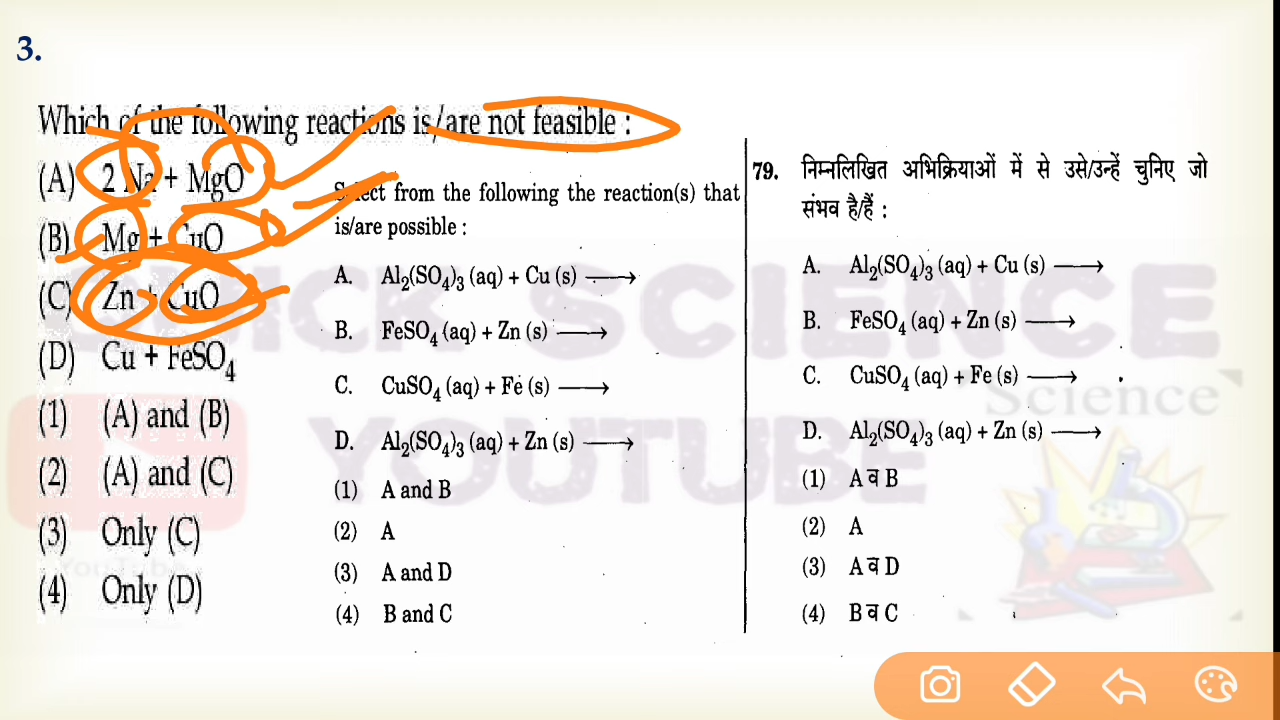 3.
Which of the following reactions is/are not feasible :
(A) 2 Na + MgO
(B) Mg + CuO
(C) Zn + CuO
(D) Cu + FeSO₄
(1) (A) and (B)
(2) (A) and (C)
(3) Only (C)
(4) Only (D)
Select from the following the reaction(s) that
is/are possible :
A. Al₂(SO₄)₃ (aq) + Cu (s) ⟶
B. FeSO₄ (aq) + Zn (s) ⟶
C. CuSO₄ (aq) + Fe (s) ⟶
D. Al₂(SO₄)₃ (aq) + Zn (s) ⟶
(1) A and B
(2) A
(3) A and D
(4) B and C
79. निम्नलिखित अभिक्रियाओं में से उसे/उन्हें चुनिए जो
संभव है/हैं :
A. Al₂(SO₄)₃ (aq) + Cu (s) ⟶
B. FeSO₄ (aq) + Zn (s) ⟶
C. CuSO₄ (aq) + Fe (s) ⟶
D. Al₂(SO₄)₃ (aq) + Zn (s) ⟶
(1) A व B
(2) A
(3) A व D
(4) B व C
SCIENCE
YOUTUBE
Science
YouTube